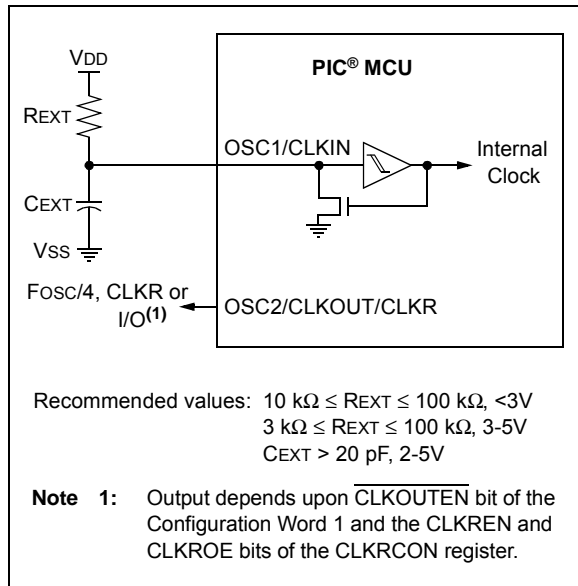 VDD
PIC® MCU
REXT
OSC1/CLKIN
Internal
Clock
CEXT
VSS
FOSC/4, CLKR or
I/O(1)
OSC2/CLKOUT/CLKR
Recommended values: 10 kΩ ≤ REXT ≤ 100 kΩ, <3V
3 kΩ ≤ REXT ≤ 100 kΩ, 3-5V
CEXT > 20 pF, 2-5V
Note 1: Output depends upon CLKOUTEN bit of the
Configuration Word 1 and the CLKREN and
CLKROE bits of the CLKRCON register.